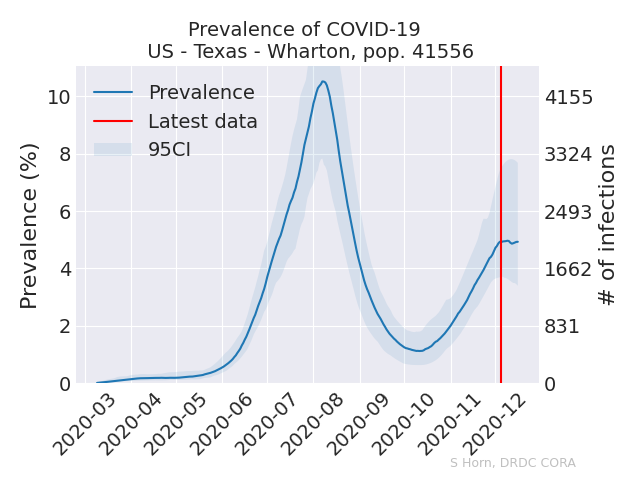 Prevalence of COVID-19
US - Texas - Wharton, pop. 41556
Prevalence
Latest data
95CI
Prevalence (%)
10
8
6
4
2
0
4155
3324
2493
1662
831
0
# of infections
2020-03
2020-04
2020-05
2020-06
2020-07
2020-08
2020-09
2020-10
2020-11
2020-12
S Horn, DRDC CORA